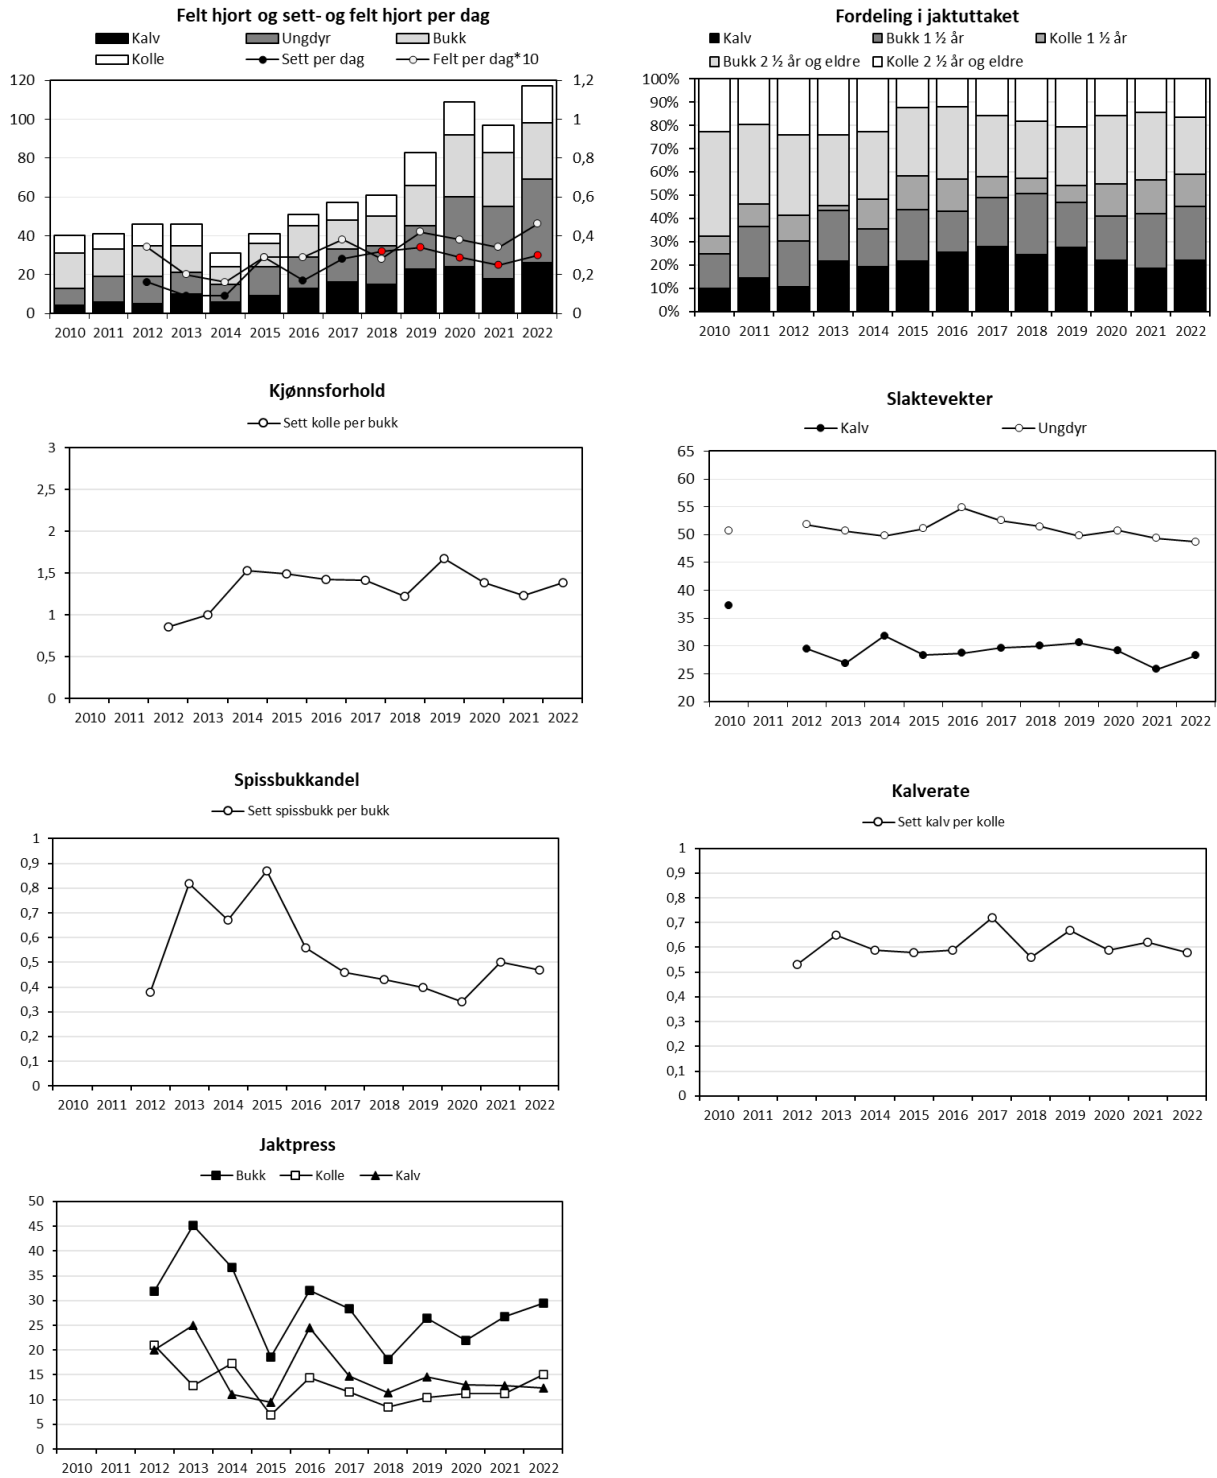 Felt hjort og sett- og felt hjort per dag
Kalv Ungdyr Bukk
Kolle Sett per dag Felt per dag*10
120 1,2
100 1
80 0,8
60 0,6
40 0,4
20 0,2
0 0
2010 2011 2012 2013 2014 2015 2016 2017 2018 2019 2020 2021 2022
Fordeling i jaktuttaket
Kalv Bukk 1 ½ år Kolle 1 ½ år
Bukk 2 ½ år og eldre Kolle 2 ½ år og eldre
100%
90%
80%
70%
60%
50%
40%
30%
20%
10%
0%
2010 2011 2012 2013 2014 2015 2016 2017 2018 2019 2020 2021 2022
Kjønnsforhold
Sett kolle per bukk
3
2,5
2
1,5
1
0,5
0
2010 2011 2012 2013 2014 2015 2016 2017 2018 2019 2020 2021 2022
Slaktevekter
Kalv Ungdyr
65
60
55
50
45
40
35
30
25
20
2010 2011 2012 2013 2014 2015 2016 2017 2018 2019 2020 2021 2022
Spissbukkandel
Sett spissbukk per bukk
1
0,9
0,8
0,7
0,6
0,5
0,4
0,3
0,2
0,1
0
2010 2011 2012 2013 2014 2015 2016 2017 2018 2019 2020 2021 2022
Kalverate
Sett kalv per kolle
1
0,9
0,8
0,7
0,6
0,5
0,4
0,3
0,2
0,1
0
2010 2011 2012 2013 2014 2015 2016 2017 2018 2019 2020 2021 2022
Jaktpress
Bukk Kolle Kalv
50
45
40
35
30
25
20
15
10
5
0
2010 2011 2012 2013 2014 2015 2016 2017 2018 2019 2020 2021 2022